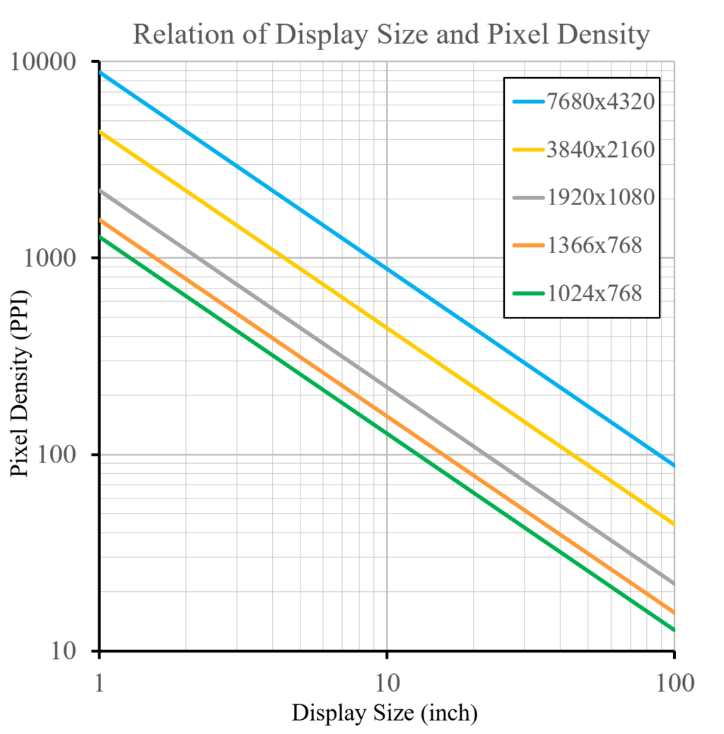 Relation of Display Size and Pixel Density
10000
1000
100
10
Pixel Density (PPI)
7680x4320
3840x2160
1920x1080
1366x768
1024x768
1
10
100
Display Size (inch)